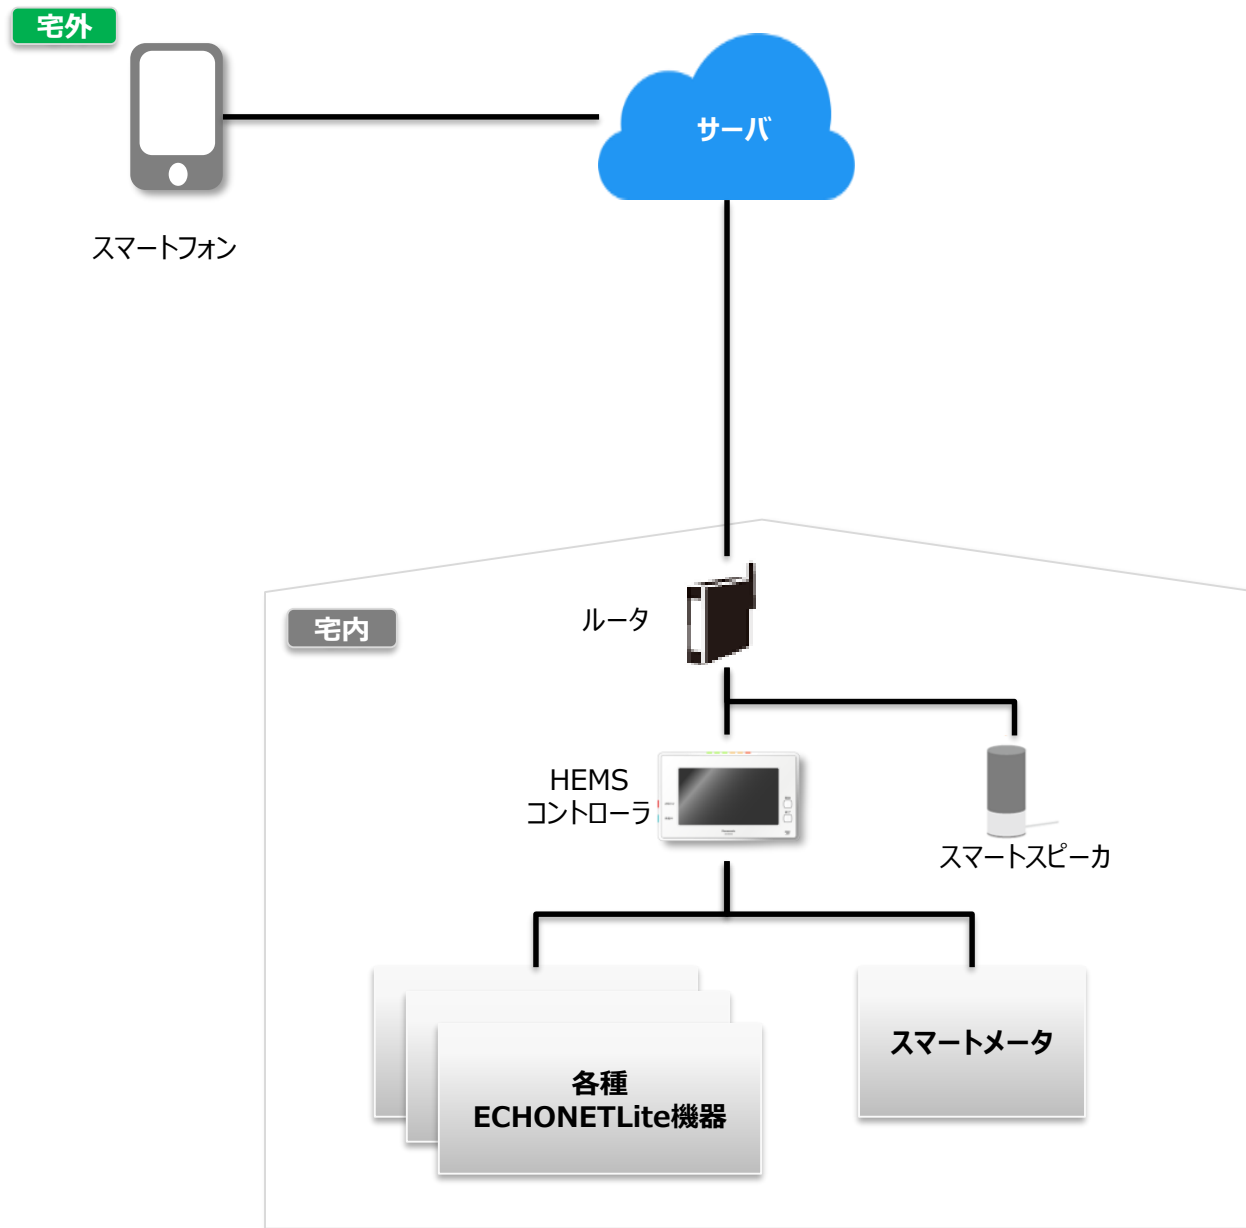 宅外
サーバ
スマートフォン
宅内
ルータ
HEMS
コントローラ
スマートスピーカ
スマートメータ
各種
ECHONETLite機器